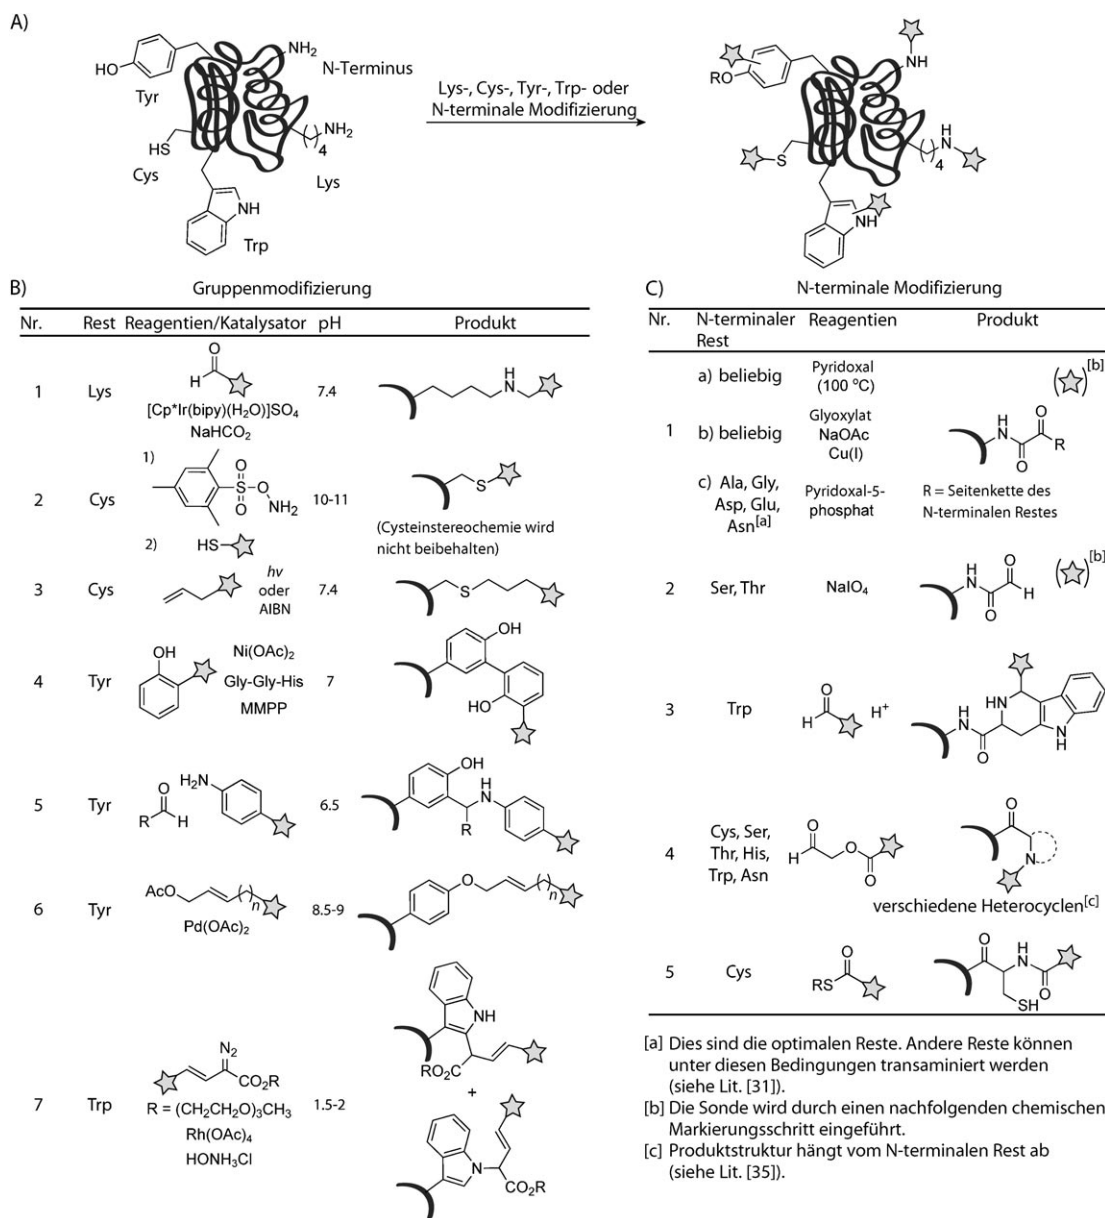 A)
HO
Tyr
NH2
N-Terminus
HS
Cys
NH2
4
Lys
NH
Trp
Lys-, Cys-, Tyr-, Trp- oder
N-terminale Modifizierung
RO
NH
S
H
N
4
NH
B) Gruppenmodifizierung
Nr. Rest Reagentien/Katalysator pH Produkt
O
H
1 Lys 7.4
H
N
[Cp*Ir(bipy)(H2O)]SO4
NaHCO2
1)
O
S
O
O
NH2
2 Cys 10-11
S
(Cysteinstereochemie wird
nicht beibehalten)
2) HS
3 Cys
hν
oder
AIBN
7.4
S
OH
4 Tyr
Ni(OAc)2
Gly-Gly-His
MMPP
7
OH
HO
5 Tyr
O
R H
H2N
6.5
OH
H
N
R
6 Tyr
AcO
n
Pd(OAc)2
8.5-9
O
n
7 Trp
N2
CO2R
R = (CH2CH2O)3CH3
Rh(OAc)4
HONH3Cl
1.5-2
NH
RO2C
+
N
CO2R
C) N-terminale Modifizierung
Nr. N-terminaler Reagentien Produkt
Rest
a) beliebig Pyridoxal
(100 °C)
[b]
1 b) beliebig Glyoxylat
NaOAc
Cu(I)
H
N
O
R
O
c) Ala, Gly,
Asp, Glu,
Asn[a]
Pyridoxal-5-
phosphat
R = Seitenkette des
N-terminalen Restes
2 Ser, Thr NaIO4
H
N
O
H
O
[b]
3 Trp
O
H
H+
H
N
O
HN
N
H
4 Cys, Ser,
Thr, His,
Trp, Asn
O
H
O
O
O
N
verschiedene Heterocyclen[c]
5 Cys
O
RS
O
H
N
O
SH
[a] Dies sind die optimalen Reste. Andere Reste können
unter diesen Bedingungen transaminiert werden
(siehe Lit. [31]).
[b] Die Sonde wird durch einen nachfolgenden chemischen
Markierungsschritt eingeführt.
[c] Produktstruktur hängt vom N-terminalen Rest ab
(siehe Lit. [35]).